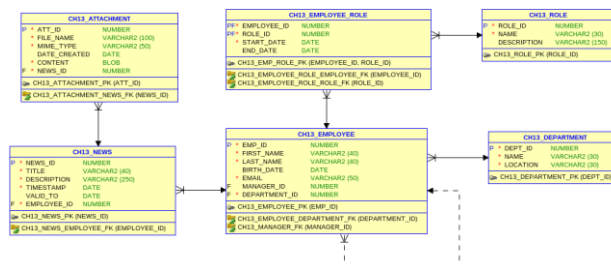 CH13_ATTACHMENT
P * ATT_ID NUMBER
* FILE_NAME VARCHAR2 (100)
* MIME_TYPE VARCHAR2 (50)
DATE_CREATED DATE
* CONTENT BLOB
F * NEWS_ID NUMBER
CH13_ATTACHMENT_PK (ATT_ID)
CH13_ATTACHMENT_NEWS_FK (NEWS_ID)
CH13_EMPLOYEE_ROLE
PF* EMPLOYEE_ID NUMBER
PF* ROLE_ID NUMBER
* START_DATE DATE
END_DATE DATE
CH13_EMP_ROLE_PK (EMPLOYEE_ID, ROLE_ID)
CH13_EMPLOYEE_ROLE_EMPLOYEE_FK (EMPLOYEE_ID)
CH13_EMPLOYEE_ROLE_ROLE_FK (ROLE_ID)
CH13_ROLE
P * ROLE_ID NUMBER
* NAME VARCHAR2 (30)
DESCRIPTION VARCHAR2 (150)
CH13_ROLE_PK (ROLE_ID)
CH13_NEWS
P * NEWS_ID NUMBER
* TITLE VARCHAR2 (40)
* DESCRIPTION VARCHAR2 (250)
* TIMESTAMP DATE
VALID_TO DATE
F * EMPLOYEE_ID NUMBER
CH13_NEWS_PK (NEWS_ID)
CH13_NEWS_EMPLOYEE_FK (EMPLOYEE_ID)
CH13_EMPLOYEE
P * EMP_ID NUMBER
* FIRST_NAME VARCHAR2 (40)
* LAST_NAME VARCHAR2 (40)
BIRTH_DATE DATE
* EMAIL VARCHAR2 (50)
F MANAGER_ID NUMBER
F * DEPARTMENT_ID NUMBER
CH13_EMPLOYEE_PK (EMP_ID)
CH13_EMPLOYEE_DEPARTMENT_FK (DEPARTMENT_ID)
CH13_MANAGER_FK (MANAGER_ID)
CH13_DEPARTMENT
P * DEPT_ID NUMBER
* NAME VARCHAR2 (30)
* LOCATION VARCHAR2 (30)
CH13_DEPARTMENT_PK (DEPT_ID)